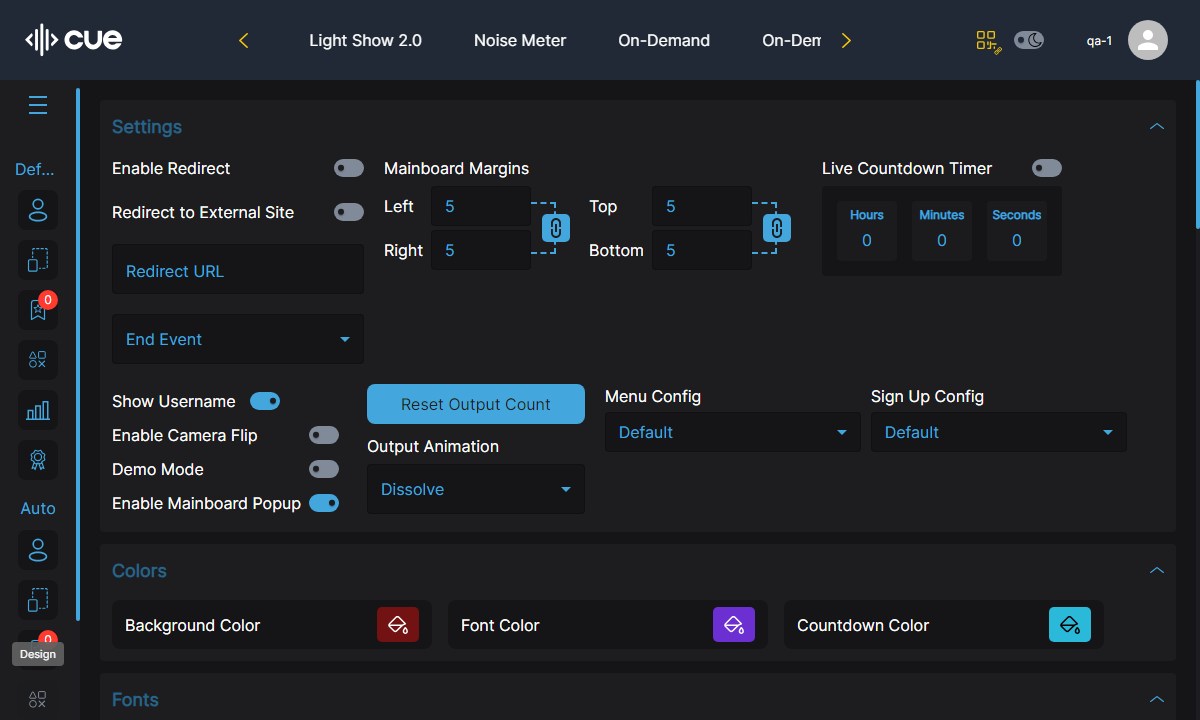 cue
Light Show 2.0
Noise Meter
On-Demand
On-Dem
qa-1
Def...
0
Auto
0
Design
Settings
Enable Redirect
Redirect to External Site
Redirect URL
End Event
Mainboard Margins
Left
5
Right
5
Top
5
Bottom
5
Live Countdown Timer
Hours
Minutes
Seconds
0
0
0
Show Username
Enable Camera Flip
Demo Mode
Enable Mainboard Popup
Reset Output Count
Output Animation
Dissolve
Menu Config
Default
Sign Up Config
Default
Colors
Background Color
Font Color
Countdown Color
Fonts